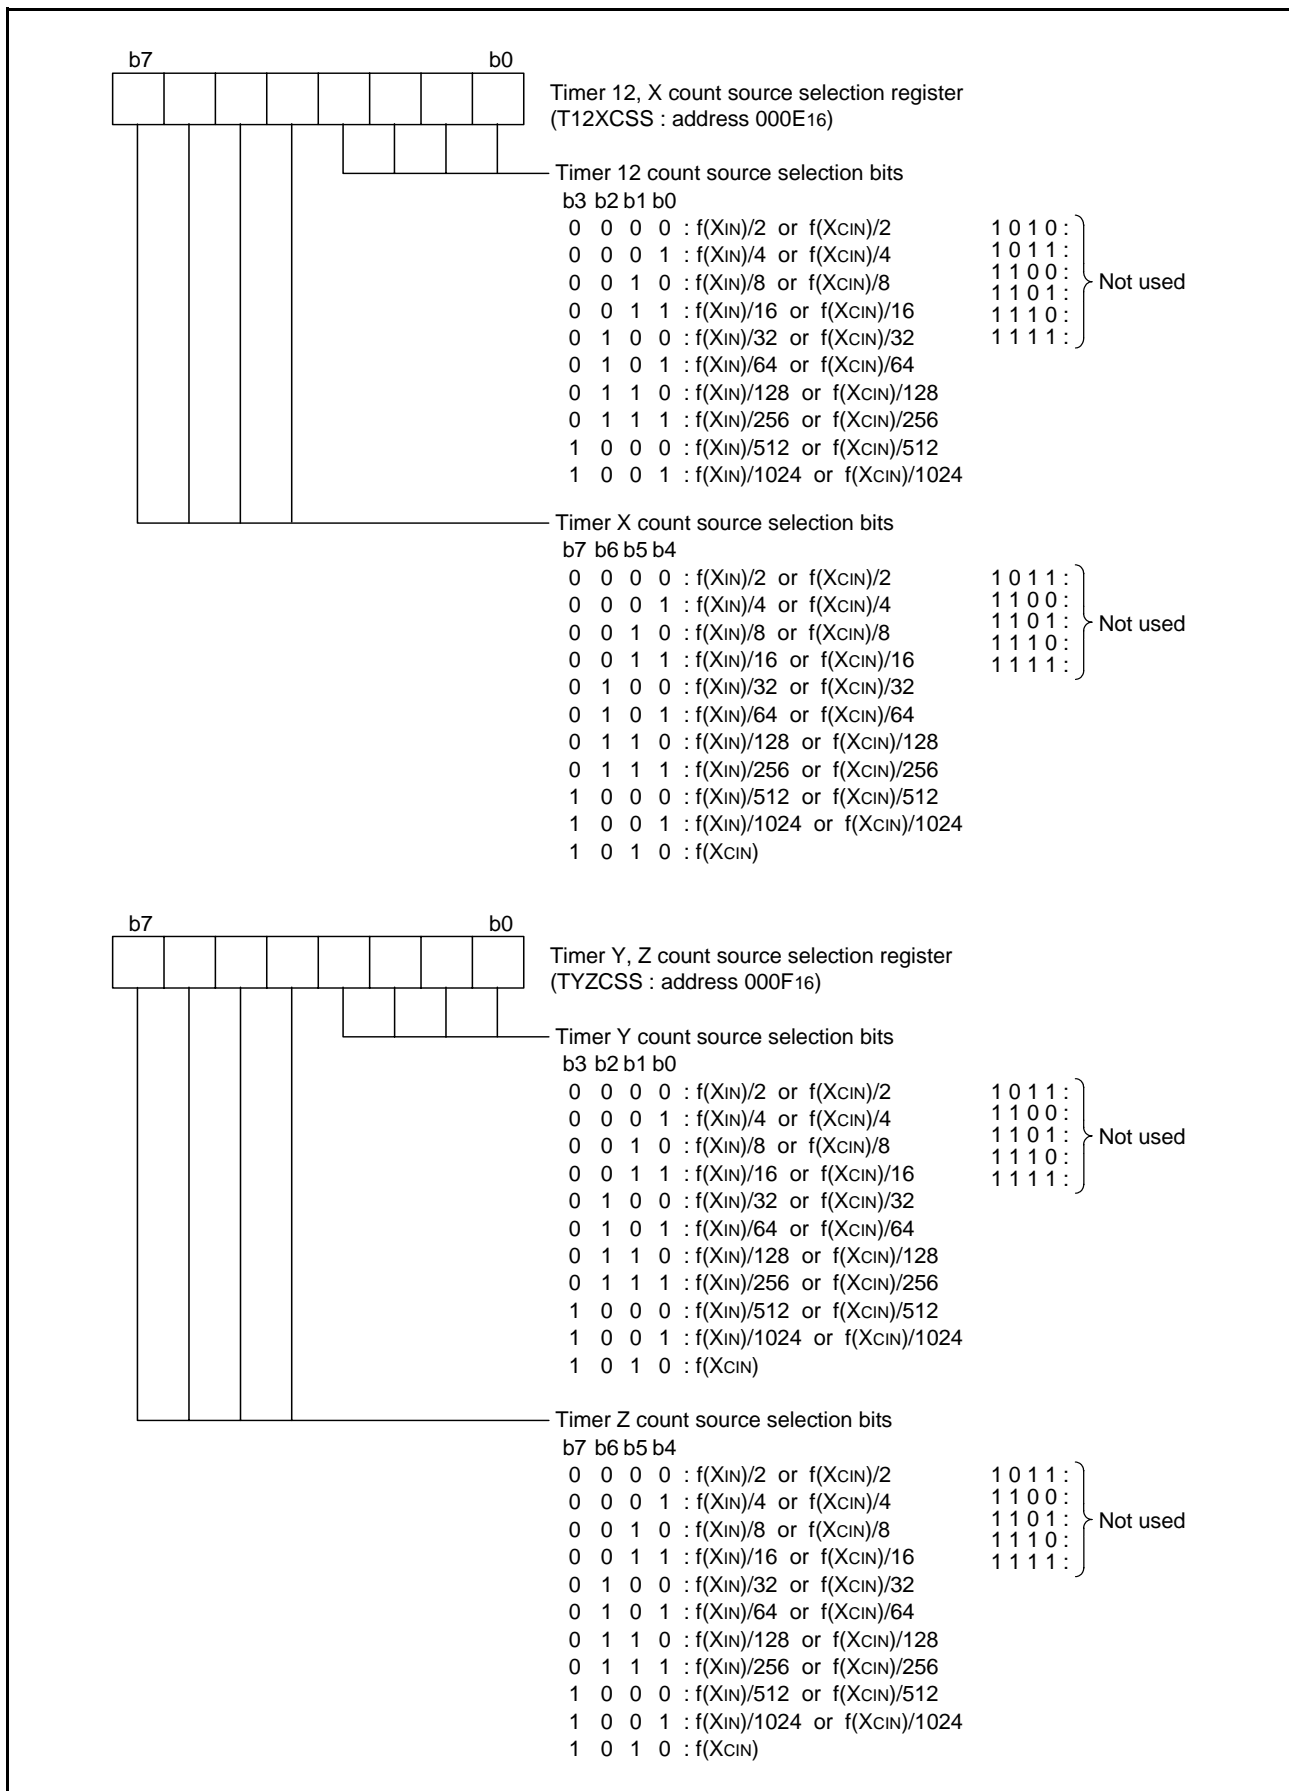 b7 b0
Timer 12, X count source selection register
(T12XCSS : address 000E16)
Timer 12 count source selection bits
b3 b2 b1 b0
0 0 0 0 : f(XIN)/2 or f(XCIN)/2 1 0 1 0 :
0 0 0 1 : f(XIN)/4 or f(XCIN)/4 1 0 1 1 :
0 0 1 0 : f(XIN)/8 or f(XCIN)/8 1 1 0 0 : Not used
0 0 1 1 : f(XIN)/16 or f(XCIN)/16 1 1 0 1 :
0 1 0 0 : f(XIN)/32 or f(XCIN)/32 1 1 1 0 :
0 1 0 1 : f(XIN)/64 or f(XCIN)/64 1 1 1 1 :
0 1 1 0 : f(XIN)/128 or f(XCIN)/128
0 1 1 1 : f(XIN)/256 or f(XCIN)/256
1 0 0 0 : f(XIN)/512 or f(XCIN)/512
1 0 0 1 : f(XIN)/1024 or f(XCIN)/1024
Timer X count source selection bits
b7 b6 b5 b4
0 0 0 0 : f(XIN)/2 or f(XCIN)/2 1 0 1 1 :
0 0 0 1 : f(XIN)/4 or f(XCIN)/4 1 1 0 0 :
0 0 1 0 : f(XIN)/8 or f(XCIN)/8 1 1 0 1 : Not used
0 0 1 1 : f(XIN)/16 or f(XCIN)/16 1 1 1 0 :
0 1 0 0 : f(XIN)/32 or f(XCIN)/32 1 1 1 1 :
0 1 0 1 : f(XIN)/64 or f(XCIN)/64
0 1 1 0 : f(XIN)/128 or f(XCIN)/128
0 1 1 1 : f(XIN)/256 or f(XCIN)/256
1 0 0 0 : f(XIN)/512 or f(XCIN)/512
1 0 0 1 : f(XIN)/1024 or f(XCIN)/1024
1 0 1 0 : f(XCIN)
b7 b0
Timer Y, Z count source selection register
(TYZCSS : address 000F16)
Timer Y count source selection bits
b3 b2 b1 b0
0 0 0 0 : f(XIN)/2 or f(XCIN)/2 1 0 1 1 :
0 0 0 1 : f(XIN)/4 or f(XCIN)/4 1 1 0 0 :
0 0 1 0 : f(XIN)/8 or f(XCIN)/8 1 1 0 1 : Not used
0 0 1 1 : f(XIN)/16 or f(XCIN)/16 1 1 1 0 :
0 1 0 0 : f(XIN)/32 or f(XCIN)/32 1 1 1 1 :
0 1 0 1 : f(XIN)/64 or f(XCIN)/64
0 1 1 0 : f(XIN)/128 or f(XCIN)/128
0 1 1 1 : f(XIN)/256 or f(XCIN)/256
1 0 0 0 : f(XIN)/512 or f(XCIN)/512
1 0 0 1 : f(XIN)/1024 or f(XCIN)/1024
1 0 1 0 : f(XCIN)
Timer Z count source selection bits
b7 b6 b5 b4
0 0 0 0 : f(XIN)/2 or f(XCIN)/2 1 0 1 1 :
0 0 0 1 : f(XIN)/4 or f(XCIN)/4 1 1 0 0 :
0 0 1 0 : f(XIN)/8 or f(XCIN)/8 1 1 0 1 : Not used
0 0 1 1 : f(XIN)/16 or f(XCIN)/16 1 1 1 0 :
0 1 0 0 : f(XIN)/32 or f(XCIN)/32 1 1 1 1 :
0 1 0 1 : f(XIN)/64 or f(XCIN)/64
0 1 1 0 : f(XIN)/128 or f(XCIN)/128
0 1 1 1 : f(XIN)/256 or f(XCIN)/256
1 0 0 0 : f(XIN)/512 or f(XCIN)/512
1 0 0 1 : f(XIN)/1024 or f(XCIN)/1024
1 0 1 0 : f(XCIN)